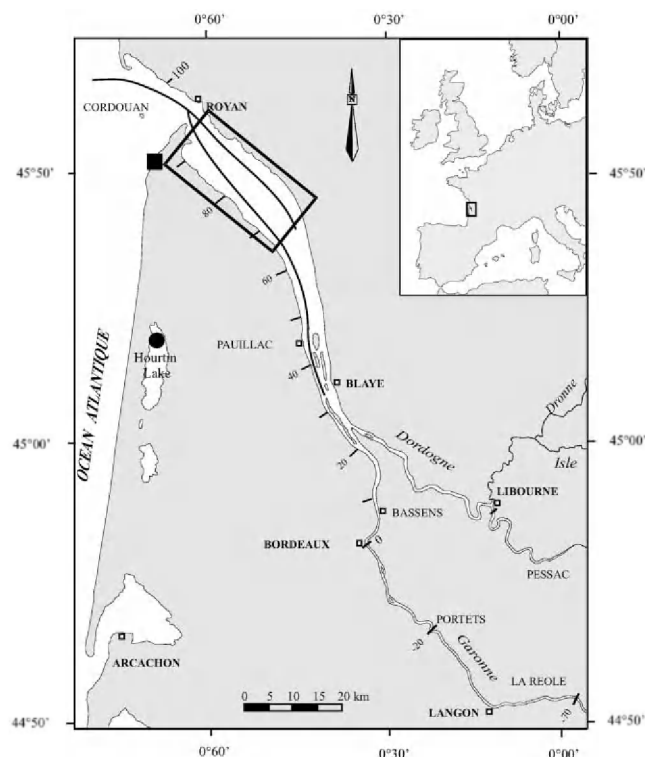 0°60’ 0°30’ 0°00’
100
CORDOUAN
ROYAN
N
45°50’ 45°50’
80
60
PAUILLAC
Hourtin
Lake
40
BLAYE
OCEAN ATLANTIQUE
Dronne
Dordogne
Isle
45°00’ 45°00’
20
LIBOURNE
BASSENS
BORDEAUX
0
PESSAC
PORTETS
-20
Garonne
ARCACHON
LA REOLE
0 5 10 15 20 km
LANGON
-70
44°50’ 44°50’
0°60’ 0°30’ 0°00’